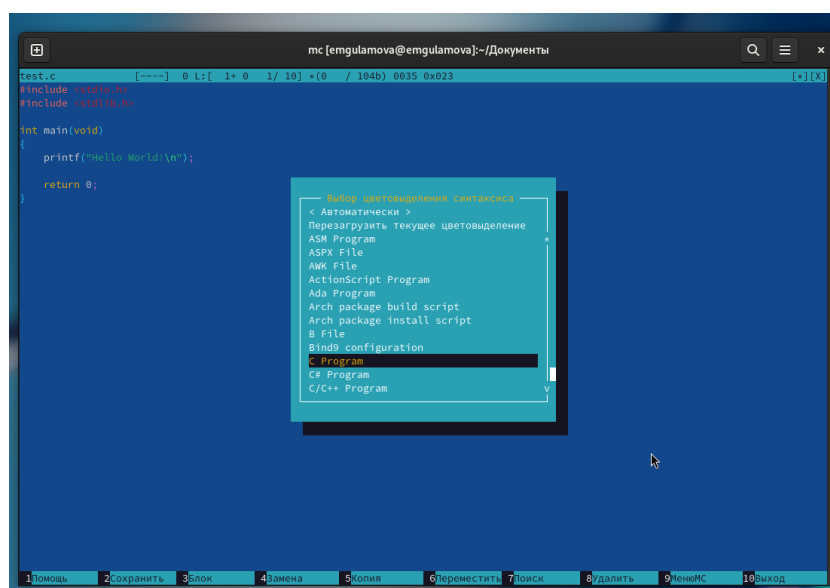 mc [emgulamova@emgulamova]:~/Документы
test.c [----] 0 L:[ 1+ 0 1/ 10] *(0 / 104b) 0035 0x023 [*][X]
#include <stdio.h>
#include <stdlib.h>
int main(void)
{
printf("Hello World!\n");
return 0;
}
Выбор цветовыделения синтаксиса
< Автоматически >
Перезагрузить текущее цветовыделение
ASM Program
ASPX File
AWK File
ActionScript Program
Ada Program
Arch package build script
Arch package install script
B File
Bind9 configuration
C Program
C# Program
C/C++ Program
1Помощь 2Сохранить 3Блок 4Замена 5Копия 6Переместить 7Поиск 8Удалить 9МенюMC 10Выход